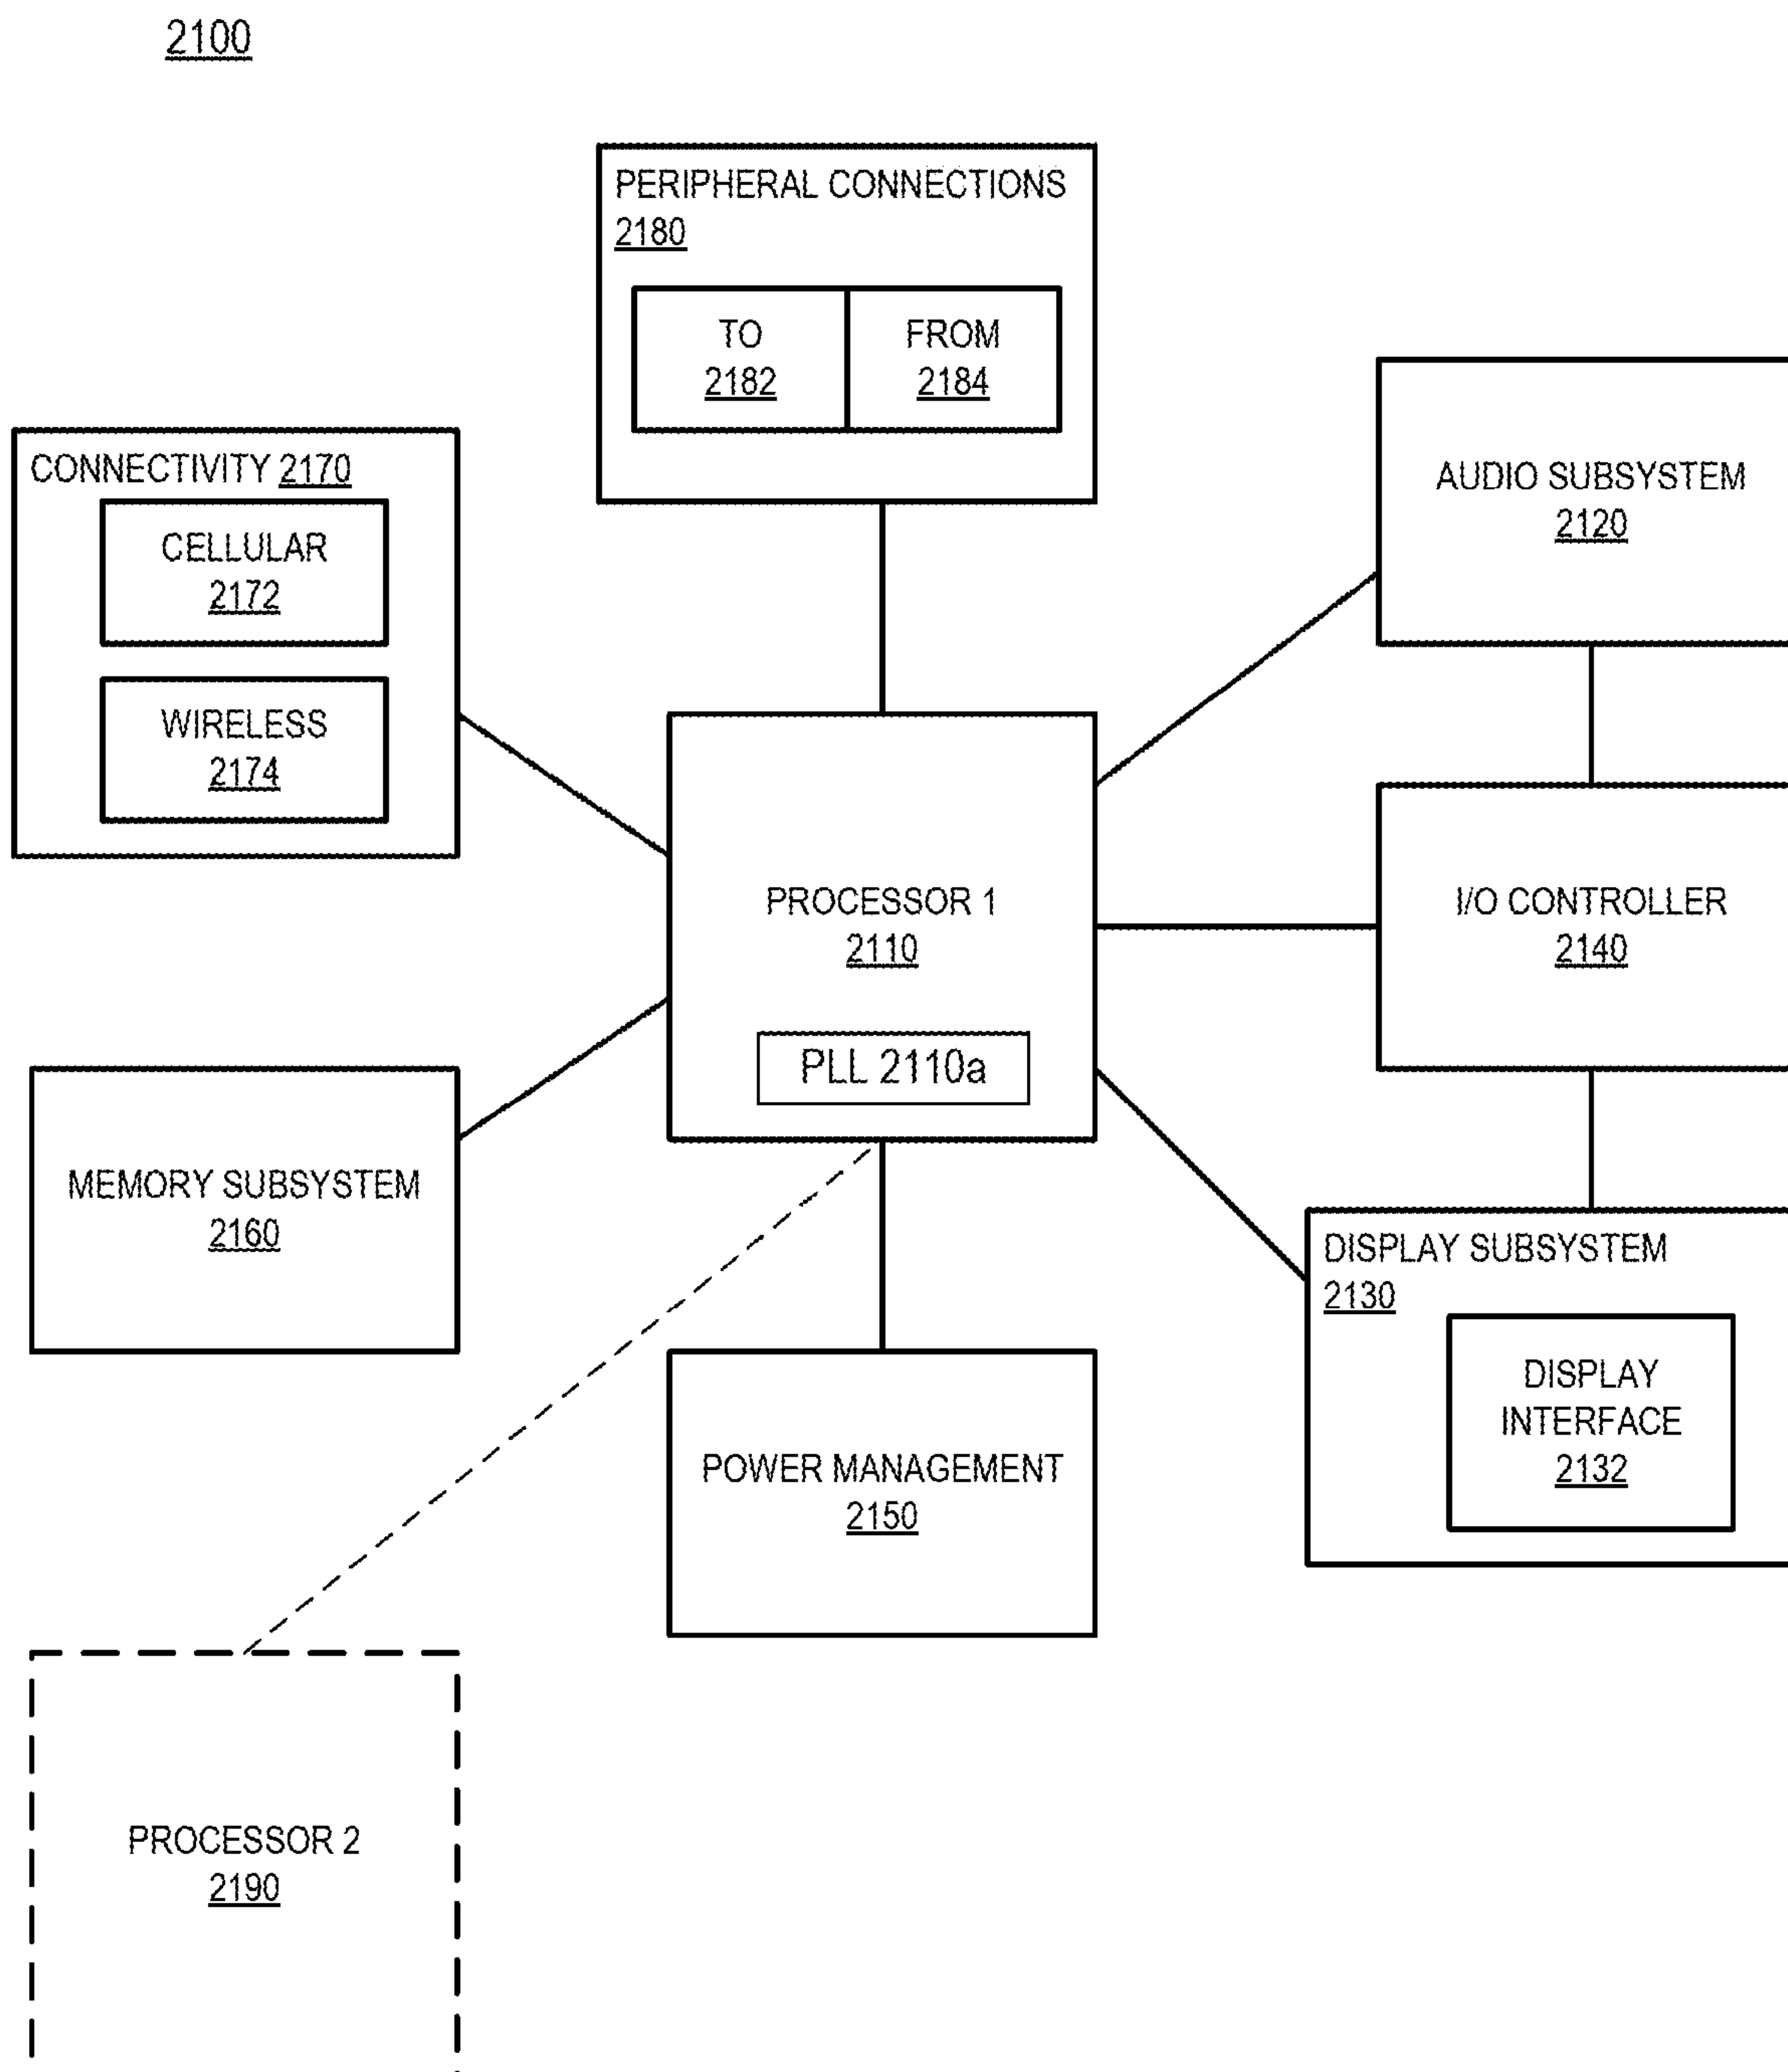 2100
PERIPHERAL CONNECTIONS
2180
TO
2182
FROM
2184
CONNECTIVITY 2170
CELLULAR
2172
WIRELESS
2174
AUDIO SUBSYSTEM
2120
PROCESSOR 1
2110
PLL 2110a
I/O CONTROLLER
2140
MEMORY SUBSYSTEM
2160
DISPLAY SUBSYSTEM
2130
DISPLAY
INTERFACE
2132
POWER MANAGEMENT
2150
PROCESSOR 2
2190